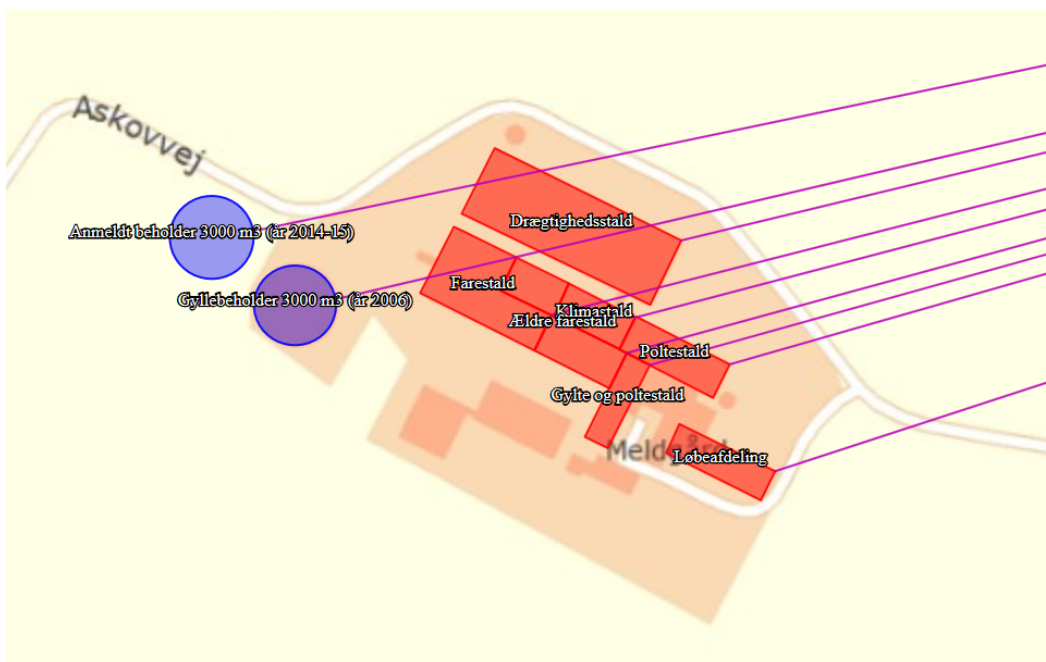 Askovvej
Drægtighedsstald
Anmeldt beholder 3000 m3 (år 2014-15)
Farestald
Gyllebeholder 3000 m3 (år 2006)
Klimastald
Ældre farestald
Poltestald
Gylte og poltestald
Meldgård
Løbeafdeling